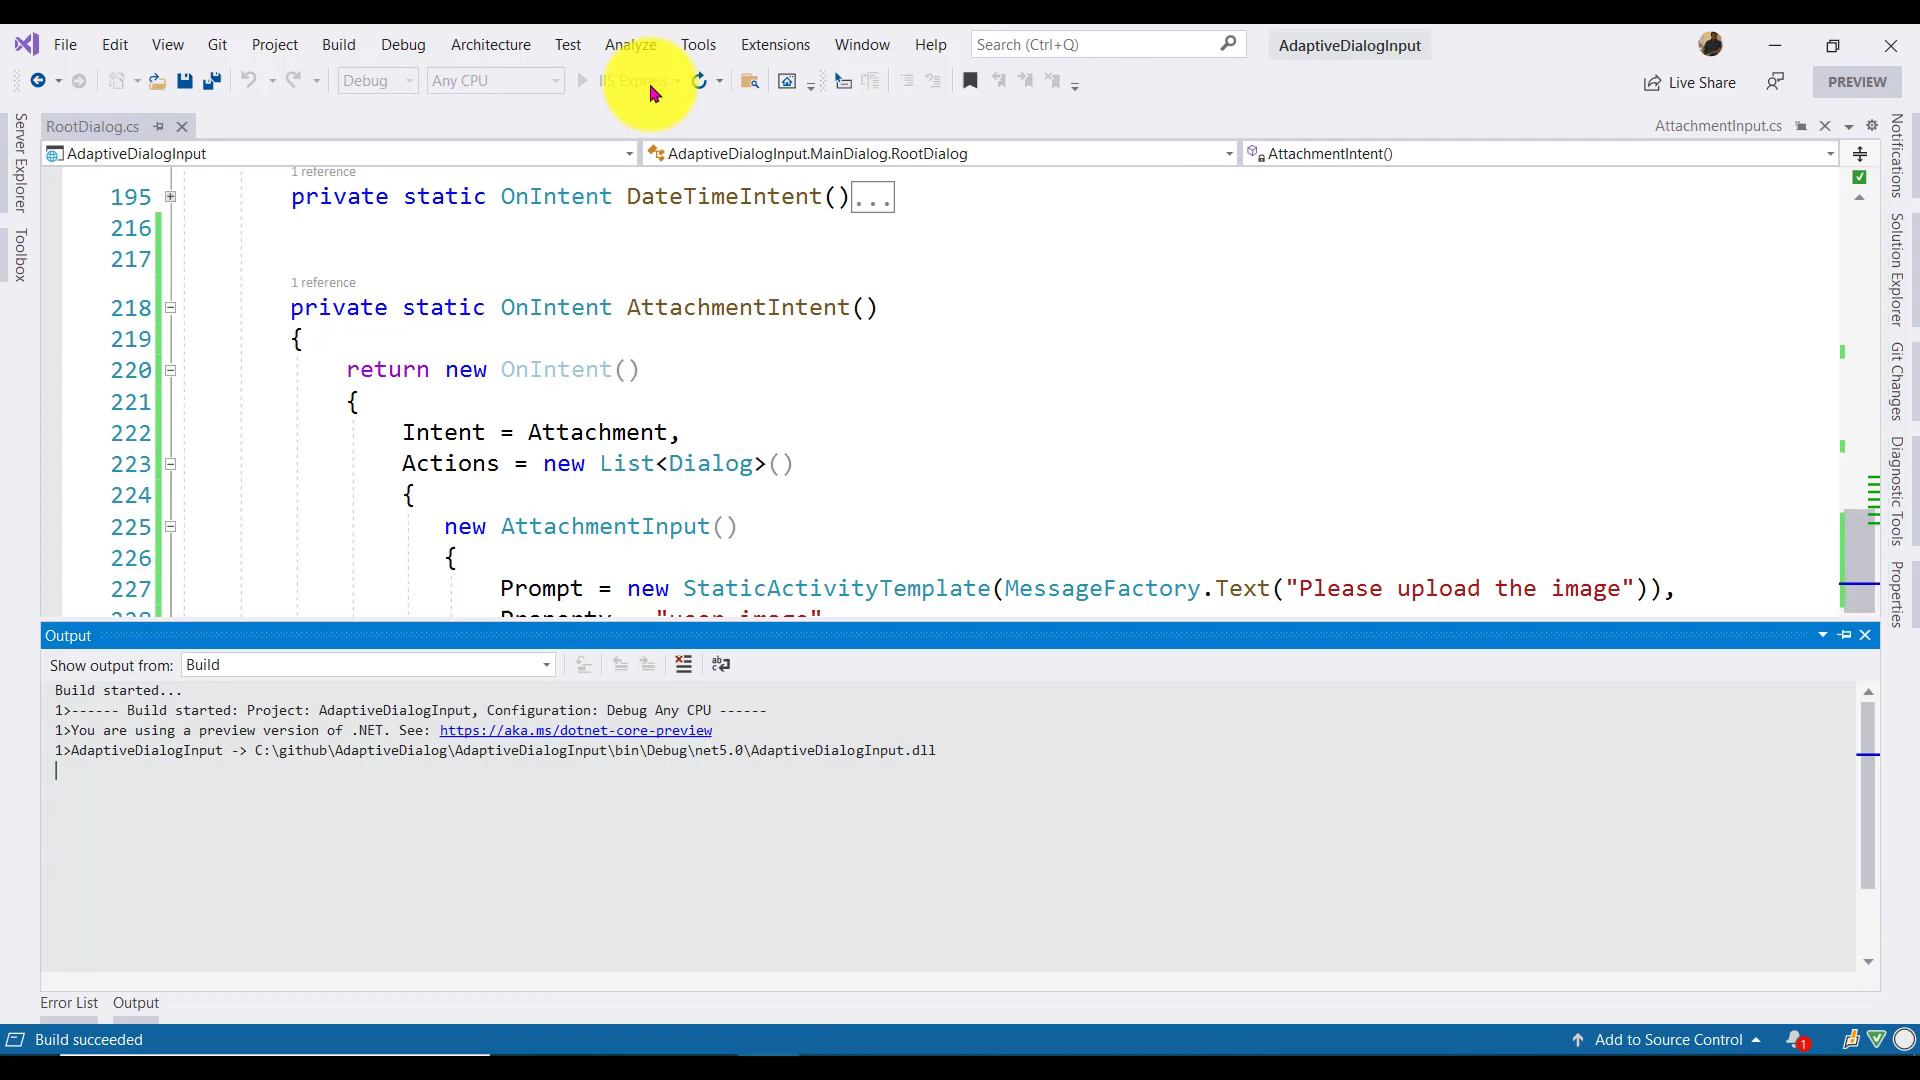 File Edit View Git Project Build Debug Test Analyze Tools Extensions Window Help Search (Ctrl+Q) AdaptiveDialogInput
Debug Any CPU IIS Express Live Share PREVIEW
RootDialog.cs AttachmentInput.cs
AdaptiveDialogInput AdaptiveDialogInput.MainDialog.RootDialog AttachmentIntent()
Server Explorer
Toolbox
1 reference
195 private static OnIntent DateTimeIntent()...
216
217
1 reference
218 private static OnIntent AttachmentIntent()
219 {
220 return new OnIntent()
221 {
222 Intent = Attachment,
223 Actions = new List<Dialog>()
224 {
225 new AttachmentInput()
226 {
227 Prompt = new StaticActivityTemplate(MessageFactory.Text("Please upload the image")),
Notifications
Solution Explorer
Git Changes
Diagnostic Tools
Properties
Output
Show output from: Build
Build started...
1>------ Build started: Project: AdaptiveDialogInput, Configuration: Debug Any CPU ------
1>You are using a preview version of .NET. See: https://aka.ms/dotnet-core-preview
1>AdaptiveDialogInput -> C:\github\AdaptiveDialog\AdaptiveDialogInput\bin\Debug\net5.0\AdaptiveDialogInput.dll
Error List Output
Build succeeded Add to Source Control 1